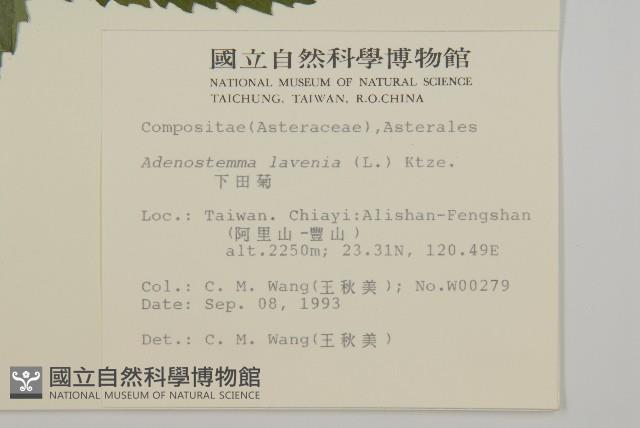 國立自然科學博物館
NATIONAL MUSEUM OF NATURAL SCIENCE
TAICHUNG, TAIWAN, R.O.CHINA
Compositae(Asteraceae),Asterales
Adenostemma lavenia (L.) Ktze.
下田菊
Loc.: Taiwan. Chiayi:Alishan-Fengshan
(阿里山-豐山)
alt.2250m; 23.31N, 120.49E
Col.: C. M. Wang(王秋美); No.W00279
Date: Sep. 08, 1993
Det.: C. M. Wang(王秋美)
國立自然科學博物館
NATIONAL MUSEUM OF NATURAL SCIENCE